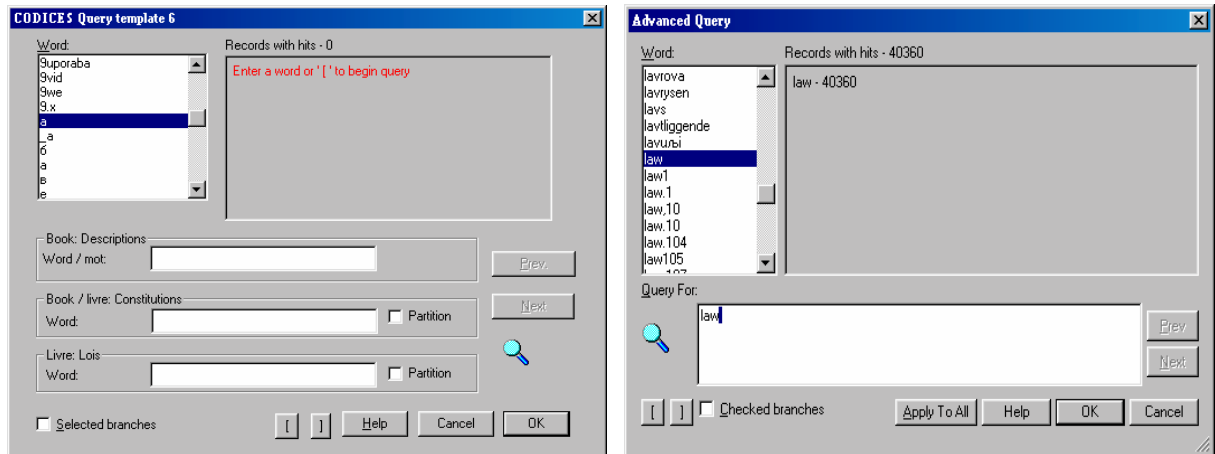 CODICES Query template 6
Word:
9uporaba
9vid
9we
9.x
a
_a
б
а
в
е
Records with hits - 0
Enter a word or ' [ ' to begin query
Book: Descriptions
Word / mot:
Prev.
Book / livre: Constitutions
Word:
Partition
Next
Livre: Lois
Word:
Partition
Selected branches
[
]
Help
Cancel
OK
Advanced Query
Word:
lavrova
lavrysen
lavs
lavtliggende
lavuљi
law
law1
law.1
law,10
law.10
law.104
law105
Records with hits - 40360
law - 40360
Query For:
law
Prev
Next
[
]
Checked branches
Apply To All
Help
OK
Cancel